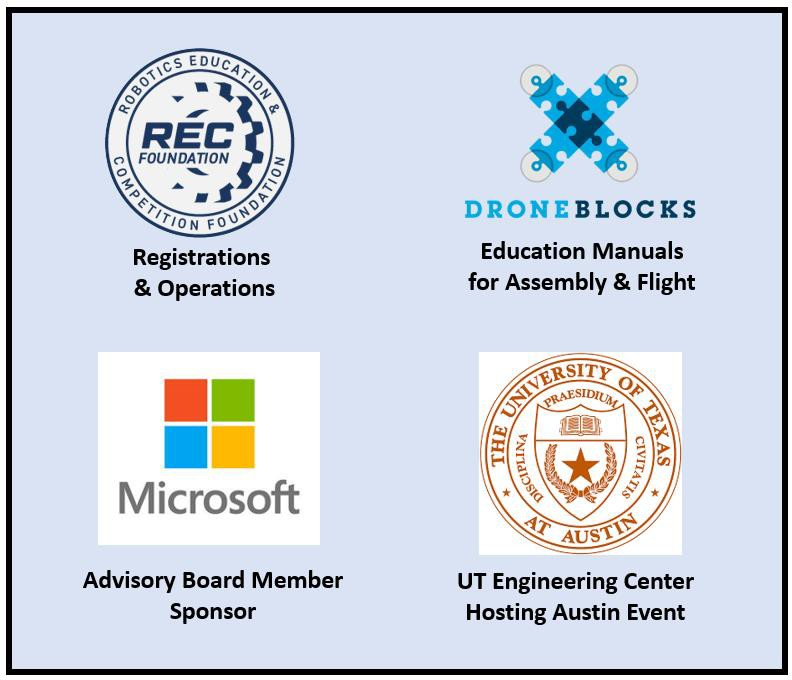 ROBOTICS EDUCATION &
COMPETITION FOUNDATION
REC
FOUNDATION
Registrations
& Operations
DRONEBLOCKS
Education Manuals
for Assembly & Flight
Microsoft
Advisory Board Member
Sponsor
THE UNIVERSITY OF TEXAS
AT AUSTIN
PRAESIDIUM
DISCIPLINA
CIVITATIS
UT Engineering Center
Hosting Austin Event